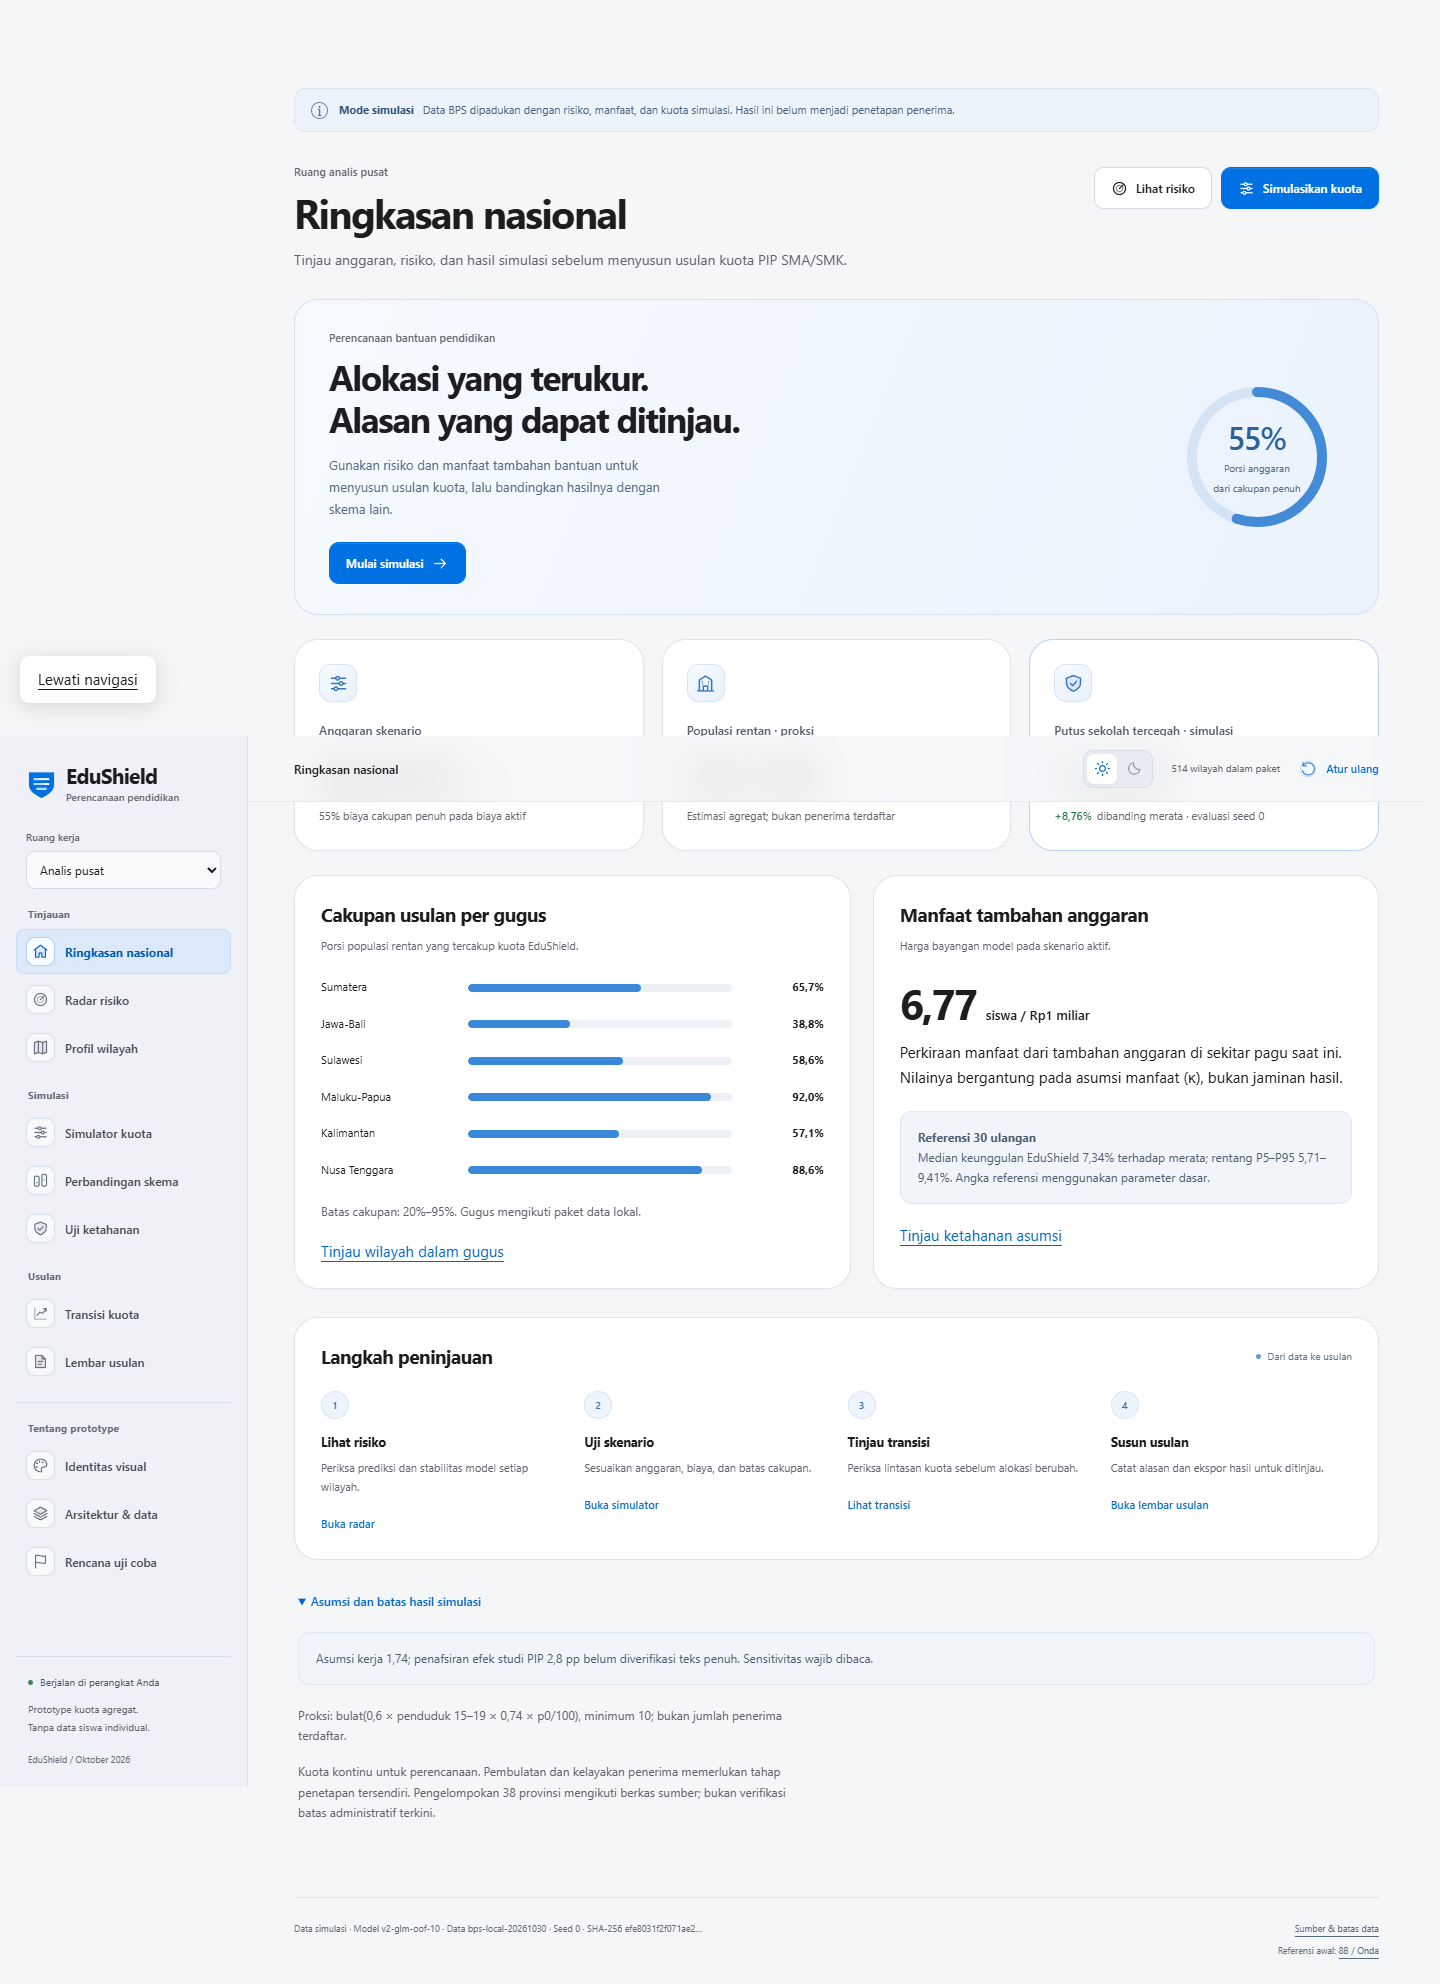 Mode simulasi Data BPS dipadukan dengan risiko, manfaat, dan kuota simulasi. Hasil ini belum menjadi penetapan penerima.
Ruang analis pusat
Ringkasan nasional
Tinjau anggaran, risiko, dan hasil simulasi sebelum menyusun usulan kuota PIP SMA/SMK.
Lihat risiko
Simulasikan kuota
Perencanaan bantuan pendidikan
Alokasi yang terukur.
Alasan yang dapat ditinjau.
Gunakan risiko dan manfaat tambahan bantuan untuk
menyusun usulan kuota, lalu bandingkan hasilnya dengan
skema lain.
Mulai simulasi
55%
Porsi anggaran
dari cakupan penuh
Lewati navigasi
Anggaran skenario
Populasi rentan · proksi
Putus sekolah tercegah · simulasi
Ringkasan nasional
514 wilayah dalam paket
Atur ulang
55% biaya cakupan penuh pada biaya aktif
Estimasi agregat; bukan penerima terdaftar
+8,76% dibanding merata · evaluasi seed 0
EduShield
Perencanaan pendidikan
Ruang kerja
Analis pusat
Tinjauan
Ringkasan nasional
Radar risiko
Profil wilayah
Simulasi
Simulator kuota
Perbandingan skema
Uji ketahanan
Usulan
Transisi kuota
Lembar usulan
Tentang prototype
Identitas visual
Arsitektur & data
Rencana uji coba
Berjalan di perangkat Anda
Prototype kuota agregat.
Tanpa data siswa individual.
EduShield / Oktober 2026
Cakupan usulan per gugus
Porsi populasi rentan yang tercakup kuota EduShield.
Sumatera 65,7%
Jawa-Bali 38,8%
Sulawesi 58,6%
Maluku-Papua 92,0%
Kalimantan 57,1%
Nusa Tenggara 88,6%
Batas cakupan: 20%–95%. Gugus mengikuti paket data lokal.
Tinjau wilayah dalam gugus
Manfaat tambahan anggaran
Harga bayangan model pada skenario aktif.
6,77 siswa / Rp1 miliar
Perkiraan manfaat dari tambahan anggaran di sekitar pagu saat ini.
Nilainya bergantung pada asumsi manfaat (κ), bukan jaminan hasil.
Referensi 30 ulangan
Median keunggulan EduShield 7,34% terhadap merata; rentang P5–P95 5,71–
9,41%. Angka referensi menggunakan parameter dasar.
Tinjau ketahanan asumsi
Langkah peninjauan
Dari data ke usulan
1
Lihat risiko
Periksa prediksi dan stabilitas model setiap
wilayah.
Buka radar
2
Uji skenario
Sesuaikan anggaran, biaya, dan batas cakupan.
Buka simulator
3
Tinjau transisi
Periksa lintasan kuota sebelum alokasi berubah.
Lihat transisi
4
Susun usulan
Catat alasan dan ekspor hasil untuk ditinjau.
Buka lembar usulan
▼ Asumsi dan batas hasil simulasi
Asumsi kerja 1,74; penafsiran efek studi PIP 2,8 pp belum diverifikasi teks penuh. Sensitivitas wajib dibaca.
Proksi: bulat(0,6 × penduduk 15–19 × 0,74 × p0/100), minimum 10; bukan jumlah penerima
terdaftar.
Kuota kontinu untuk perencanaan. Pembulatan dan kelayakan penerima memerlukan tahap
penetapan tersendiri. Pengelompokan 38 provinsi mengikuti berkas sumber; bukan verifikasi
batas administratif terkini.
Data simulasi · Model v2-glm-oof-10 · Data bps-local-20261030 · Seed 0 · SHA-256 efe8031f2f071ae2…
Sumber & batas data
Referensi awal: 8B / Onda